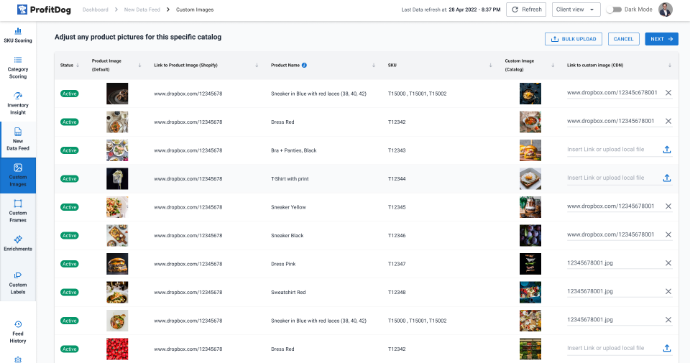 ProfitDog
Dashboard > New Data Feed > Custom Images
Last Data refresh at: 28 Apr 2022 - 8:37 PM
Refresh
Client view
Dark Mode
SKU Scoring
Category Scoring
Inventory Insight
New Data Feed
Custom Images
Custom Frames
Enrichments
Custom Labels
Feed History
Adjust any product pictures for this specific catalog
BULK UPLOAD
CANCEL
NEXT
Status
Product Image (Default)
Link to Product Image (Shopify)
Product Name
SKU
Custom Image (Catalog)
Link to custom image (CDN)
Active www.dropbox.com/12345678 Sneaker in Blue with red laces (38, 40, 42) T15000 , T15001, T15002 www.dropbox.com/12345c678001
Active www.dropbox.com/12345678 Dress Red T12342 www.dropbox.com/12345678001
Active www.dropbox.com/12345678 Bra + Panties, Black T12343 Insert Link or upload local file
Active www.dropbox.com/12345678 T-Shirt with print T12344 Insert Link or upload local file
Active www.dropbox.com/12345678 Sneaker Yellow T12345 www.dropbox.com/12345678001
Active www.dropbox.com/12345678 Sneaker Black T12346 www.dropbox.com/12345678001
Active www.dropbox.com/12345678 Dress Pink T12347 12345678001.jpg
Active www.dropbox.com/12345678 Sweatshirt Red T12348 12345678001.jpg
Active www.dropbox.com/12345678 Sneaker in Blue with red laces (38, 40, 42) T15000 , T15001, T15002 12345678001.jpg
Active www.dropbox.com/12345678 Dress Red T12342 Insert Link or upload local file